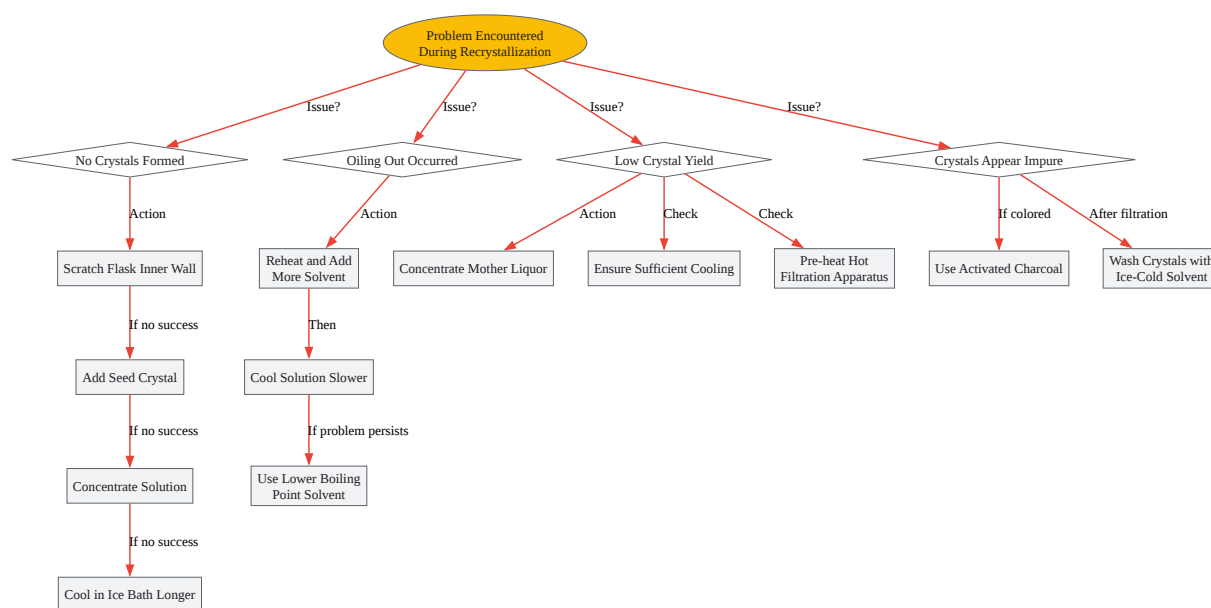 Problem Encountered
During Recrystallization
Issue?
Issue?
Issue?
Issue?
No Crystals Formed
Oiling Out Occurred
Low Crystal Yield
Crystals Appear Impure
Action
Action
Action
Check
Check
If colored
After filtration
Scratch Flask Inner Wall
Reheat and Add
More Solvent
Concentrate Mother Liquor
Ensure Sufficient Cooling
Pre-heat Hot
Filtration Apparatus
Use Activated Charcoal
Wash Crystals with
Ice-Cold Solvent
If no success
Then
Add Seed Crystal
Cool Solution Slower
If no success
If problem persists
Concentrate Solution
Use Lower Boiling
Point Solvent
If no success
Cool in Ice Bath Longer